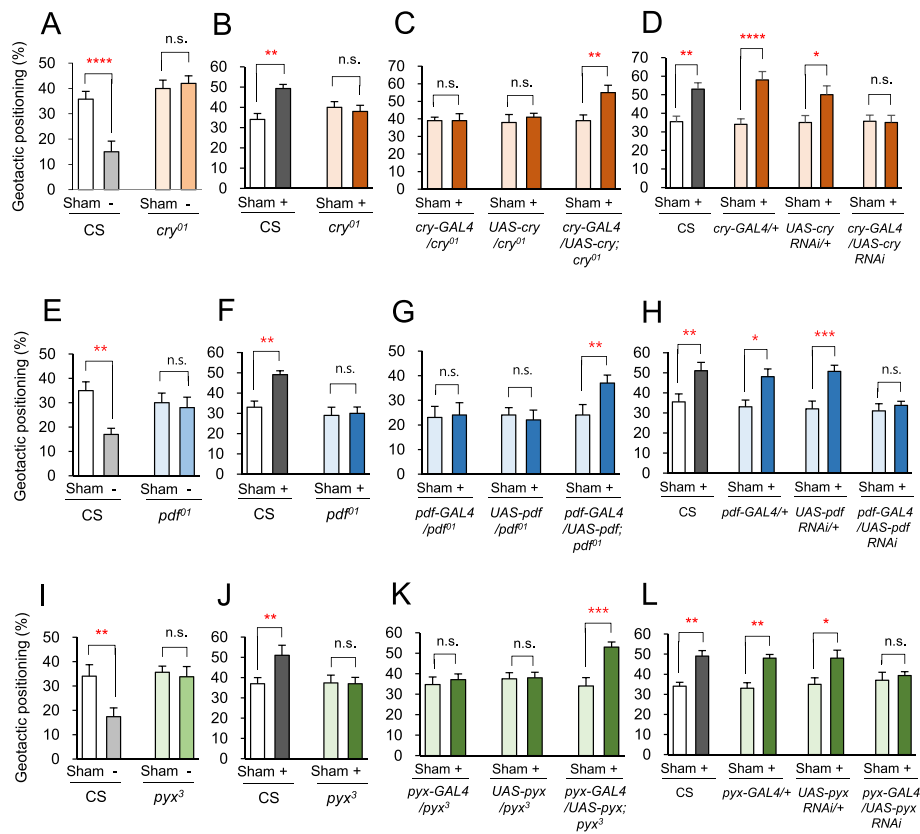 A
B
C
D
Geotactic positioning (%)
50
40
30
20
10
0
****
n.s.
Sham - Sham -
CS cry⁰¹
70
60
50
40
30
20
10
0
**
n.s.
Sham + Sham +
CS cry⁰¹
70
60
50
40
30
20
10
0
n.s. n.s. **
Sham + Sham + Sham +
cry-GAL4 UAS-cry cry-GAL4
/cry⁰¹ /cry⁰¹ /UAS-cry;
cry⁰¹
70
60
50
40
30
20
10
0
** **** * n.s.
Sham + Sham + Sham + Sham +
CS cry-GAL4/+ UAS-cry cry-GAL4
RNAi/+ /UAS-cry
RNAi
E
F
G
H
Geotactic positioning (%)
50
40
30
20
10
0
** n.s.
Sham - Sham -
CS pdf⁰¹
60
50
40
30
20
10
0
** n.s.
Sham + Sham +
CS pdf⁰¹
50
40
30
20
10
0
n.s. n.s. **
Sham + Sham + Sham +
pdf-GAL4 UAS-pdf pdf-GAL4
/pdf⁰¹ /pdf⁰¹ /UAS-pdf;
pdf⁰¹
60
50
40
30
20
10
0
** * *** n.s.
Sham + Sham + Sham + Sham +
CS pdf-GAL4/+ UAS-pdf pdf-GAL4
RNAi/+ /UAS-pdf
RNAi
I
J
K
L
Geotactic positioning (%)
50
40
30
20
10
0
** n.s.
Sham - Sham -
CS pyx³
60
50
40
30
20
10
0
** n.s.
Sham + Sham +
CS pyx³
60
50
40
30
20
10
0
n.s. n.s. ***
Sham + Sham + Sham +
pyx-GAL4 UAS-pyx pyx-GAL4
/pyx³ /pyx³ /UAS-pyx;
pyx³
60
50
40
30
20
10
0
** ** * n.s.
Sham + Sham + Sham + Sham +
CS pyx-GAL4/+ UAS-pyx pyx-GAL4
RNAi/+ /UAS-pyx
RNAi